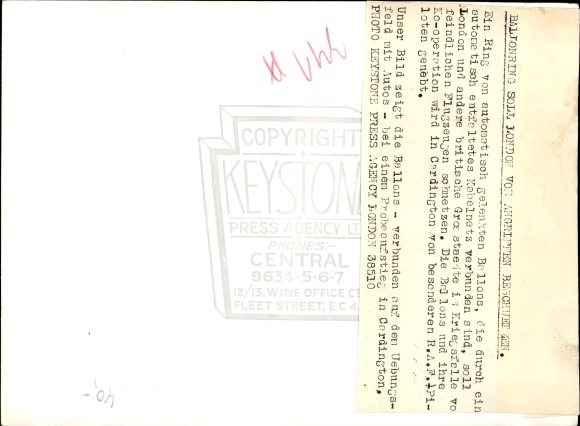 BALLONRING SOLL LONDON VOR ANGRIFFEN BESCHUETZEN.
Ein Ring von automatisch gelenkten Ballons, die durch ein
automatisch entfaltetes Kabelnetz verbunden sind, soll
London und andere britische Grosstaedte im Kriegsfalle vo
feindlichen Flugzeugen schuetzen. Die Ballons und ihre
Ko-operation wird in Cardington von besonderen R.A.F. Pi-
loten geuebt.
Unser Bild zeigt die Ballons - verbunden auf dem Uebungs-
feld mit Autos - bei einem Probeaufstieg in Cardington.
PHOTO KEYSTONE PRESS AGENCY LONDON 38510
COPYRIGHT
KEYSTONE
PRESS AGENCY LT
PHONES:-
CENTRAL
9634-5-6-7
12/13, WINE OFFICE CT
FLEET STREET, E.C.4
40,-